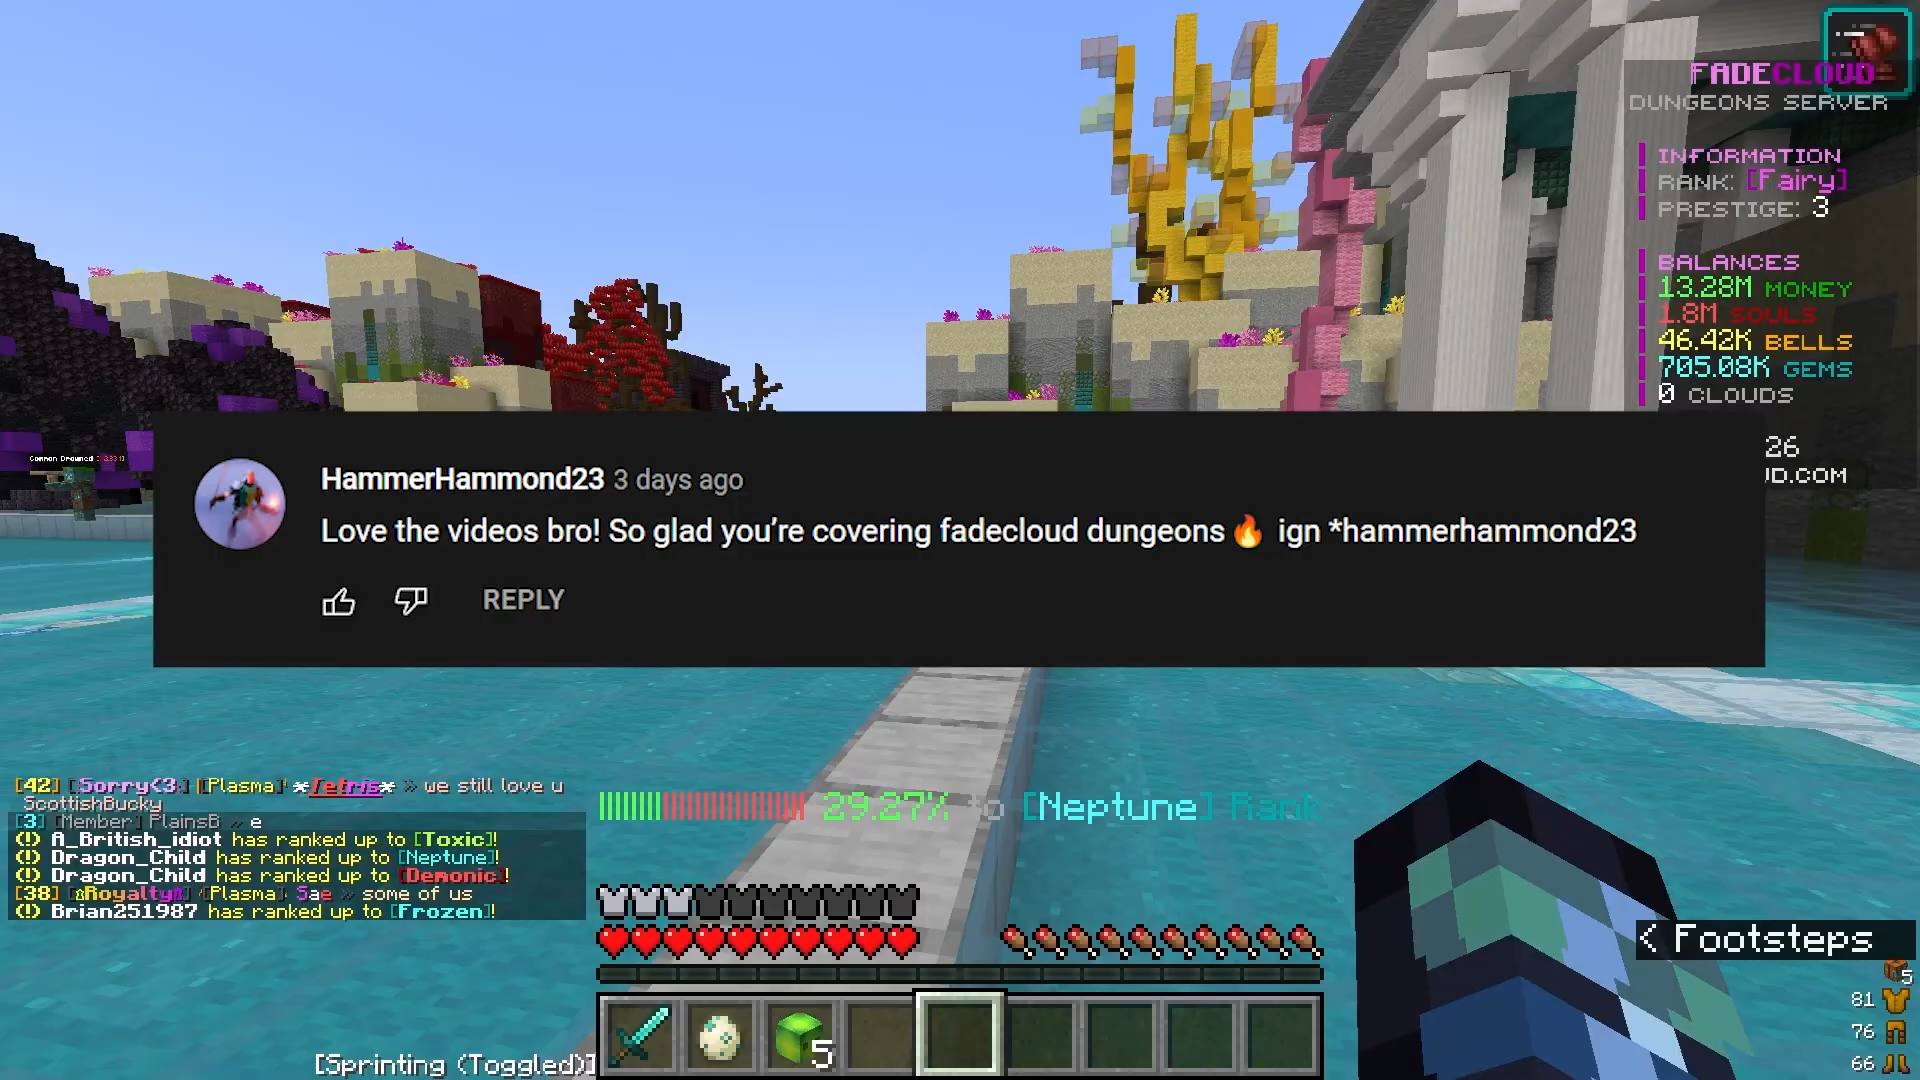 FADECLOUD
DUNGEONS SERVER
INFORMATION
RANK: [Fairy]
PRESTIGE: 3
BALANCES
13.28M MONEY
1.8M SOULS
46.42K BELLS
705.08K GEMS
0 CLOUDS
26
UD.COM
Common Drowned
HammerHammond23 3 days ago
Love the videos bro! So glad you’re covering fadecloud dungeons🔥 ign *hammerhammond23
REPLY
[42] [Sorry<3] [Plasma] *Tetris* » we still love u
ScottishBucky
[3] [Member] PlainsB » e
(!) A_British_idiot has ranked up to [Toxic]!
(!) Dragon_Child has ranked up to [Neptune]!
(!) Dragon_Child has ranked up to [Demonic]!
[38] [Royalty] [Plasma] Sae » some of us
(!) Brian251987 has ranked up to [Frozen]!
29.27% to [Neptune] Rank
< Footsteps
5
81
76
66
5
[Sprinting (Toggled)]